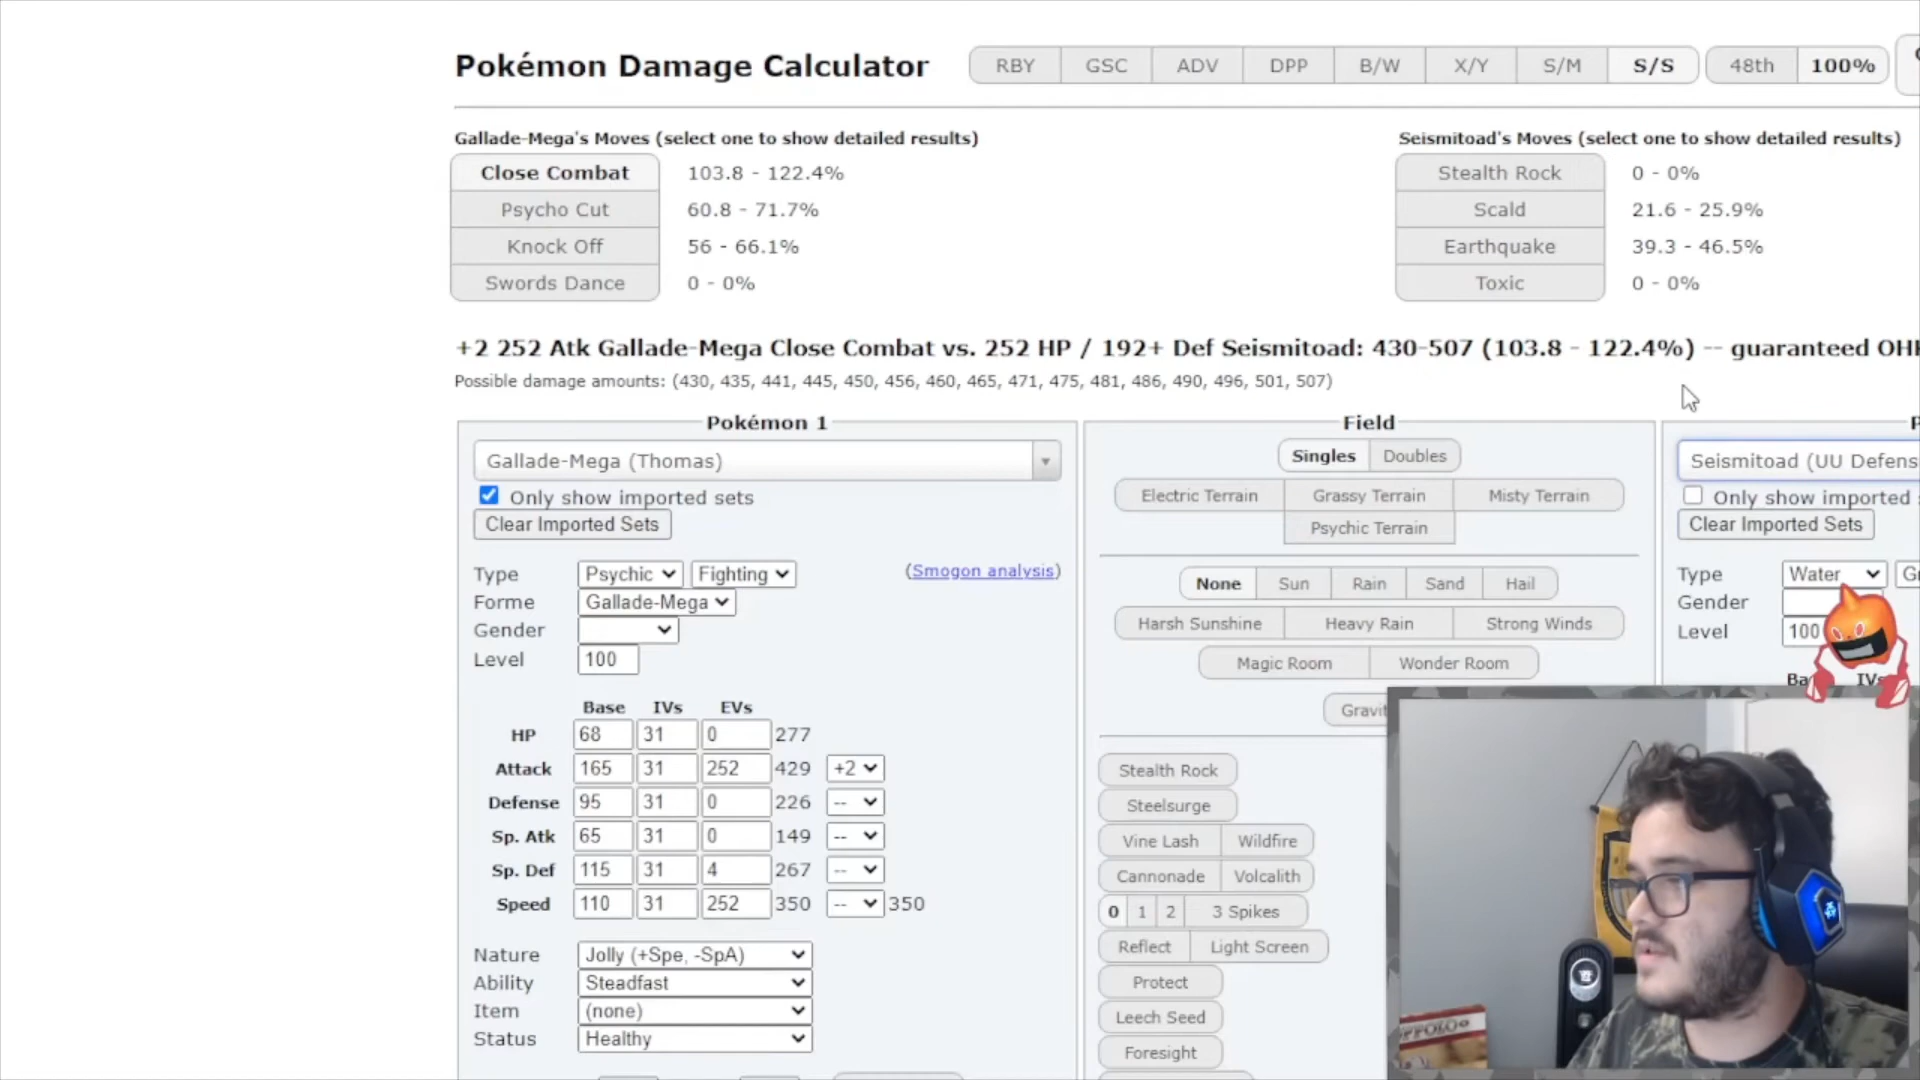 Pokémon Damage Calculator RBY GSC ADV DPP B/W X/Y S/M S/S 48th 100%
Gallade-Mega's Moves (select one to show detailed results) Seismitoad's Moves (select one to show detailed results)
Close Combat 103.8 - 122.4% Stealth Rock 0 - 0%
Psycho Cut 60.8 - 71.7% Scald 21.6 - 25.9%
Knock Off 56 - 66.1% Earthquake 39.3 - 46.5%
Swords Dance 0 - 0% Toxic 0 - 0%
+2 252 Atk Gallade-Mega Close Combat vs. 252 HP / 192+ Def Seismitoad: 430-507 (103.8 - 122.4%) -- guaranteed
Possible damage amounts: (430, 435, 441, 445, 450, 456, 460, 465, 471, 475, 481, 486, 490, 496, 501, 507)
Pokémon 1 Field
Gallade-Mega (Thomas) Singles Doubles Seismitoad (UU
Only show imported sets Electric Terrain Grassy Terrain Misty Terrain Only show imported
Clear Imported Sets Psychic Terrain Clear Imported Sets
Type Psychic Fighting (Smogon analysis) None Sun Rain Sand Hail Type Water
Forme Gallade-Mega Harsh Sunshine Heavy Rain Strong Winds Gender
Gender Level 100
Level 100 Magic Room Wonder Room
Base IVs EVs IVs
HP 68 31 0 277
Attack 165 31 252 429 +2 Stealth Rock
Defense 95 31 0 226 -- Steelsurge
Sp. Atk 65 31 0 149 -- Vine Lash Wildfire
Sp. Def 115 31 4 267 -- Cannonade Volcalith
Speed 110 31 252 350 -- 350 0 1 2 3 Spikes
Nature Jolly (+Spe, -SpA) Reflect Light Screen
Ability Steadfast Protect
Item (none) Leech Seed
Status Healthy Foresight